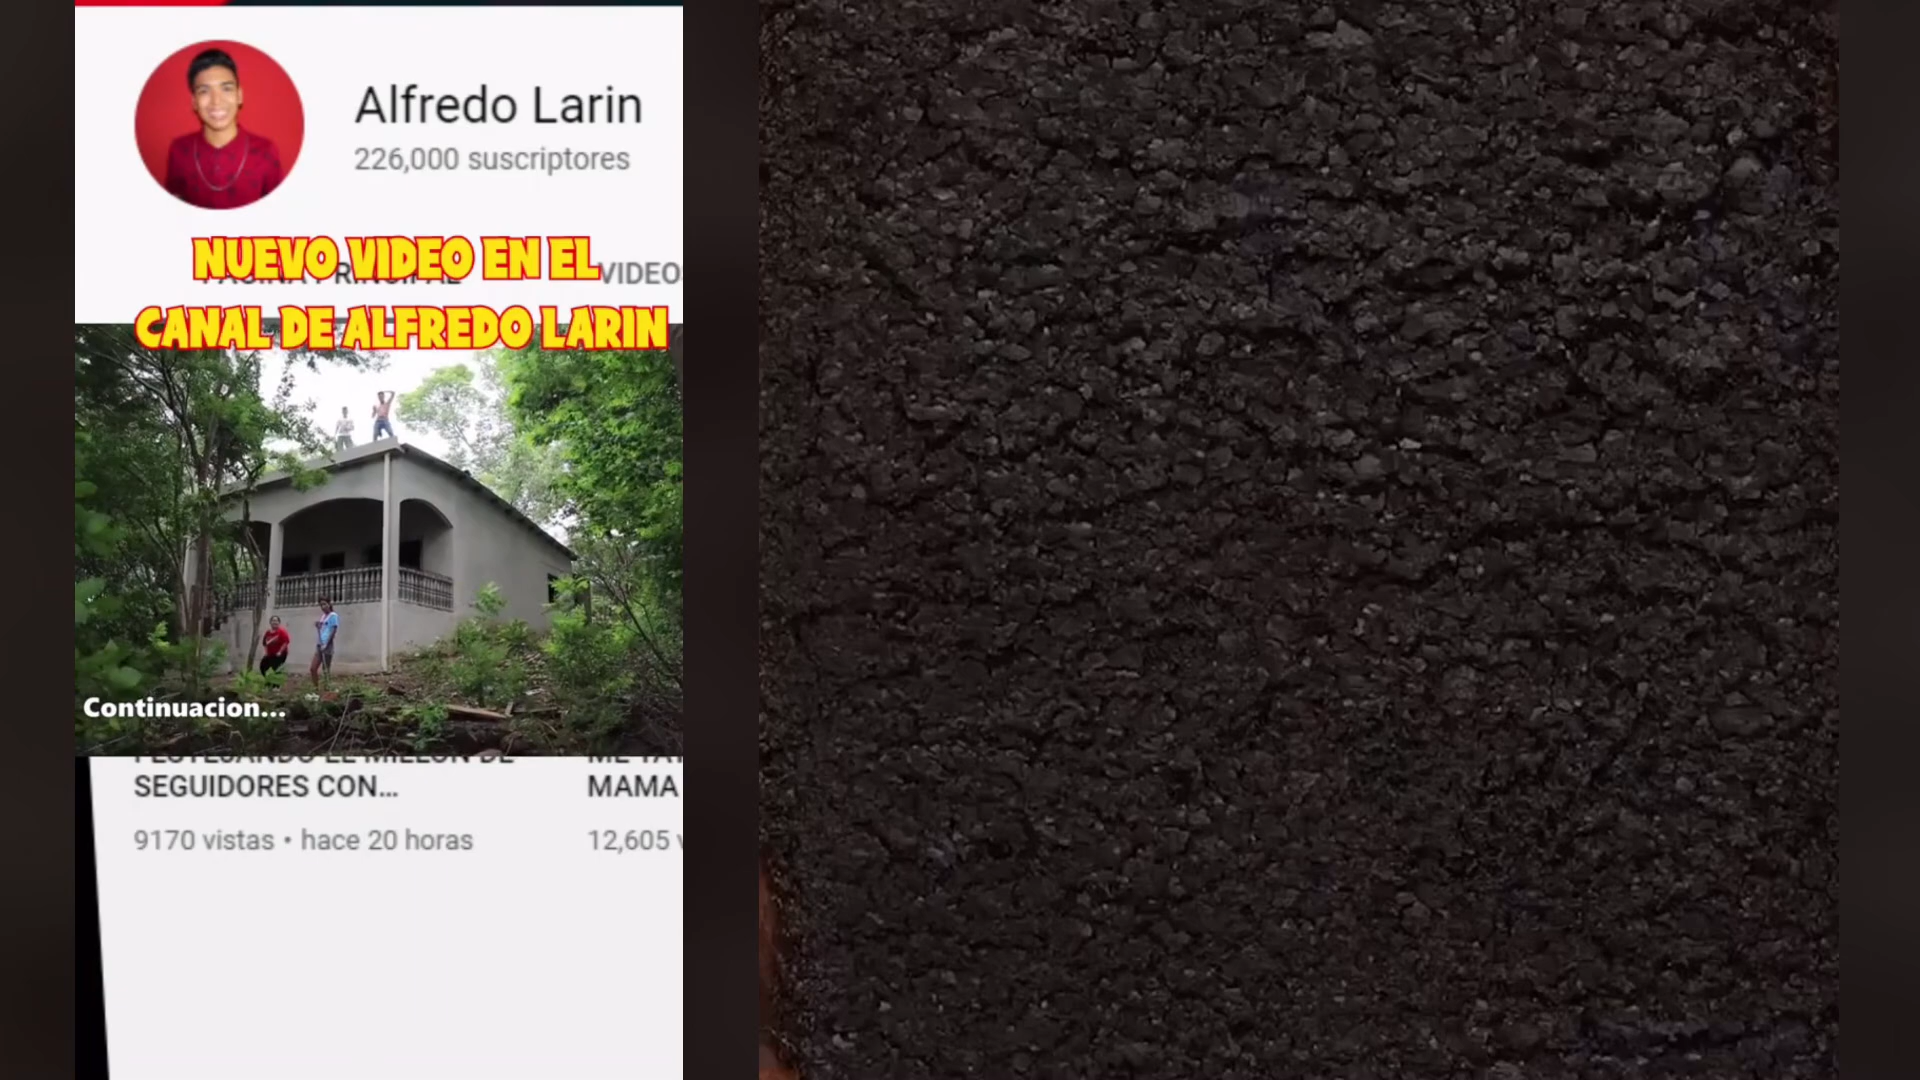 Alfredo Larin
226,000 suscriptores
NUEVO VIDEO EN EL
VIDEO
CANAL DE ALFREDO LARIN
Continuacion...
SEGUIDORES CON...
MAMA
9170 vistas • hace 20 horas
12,605